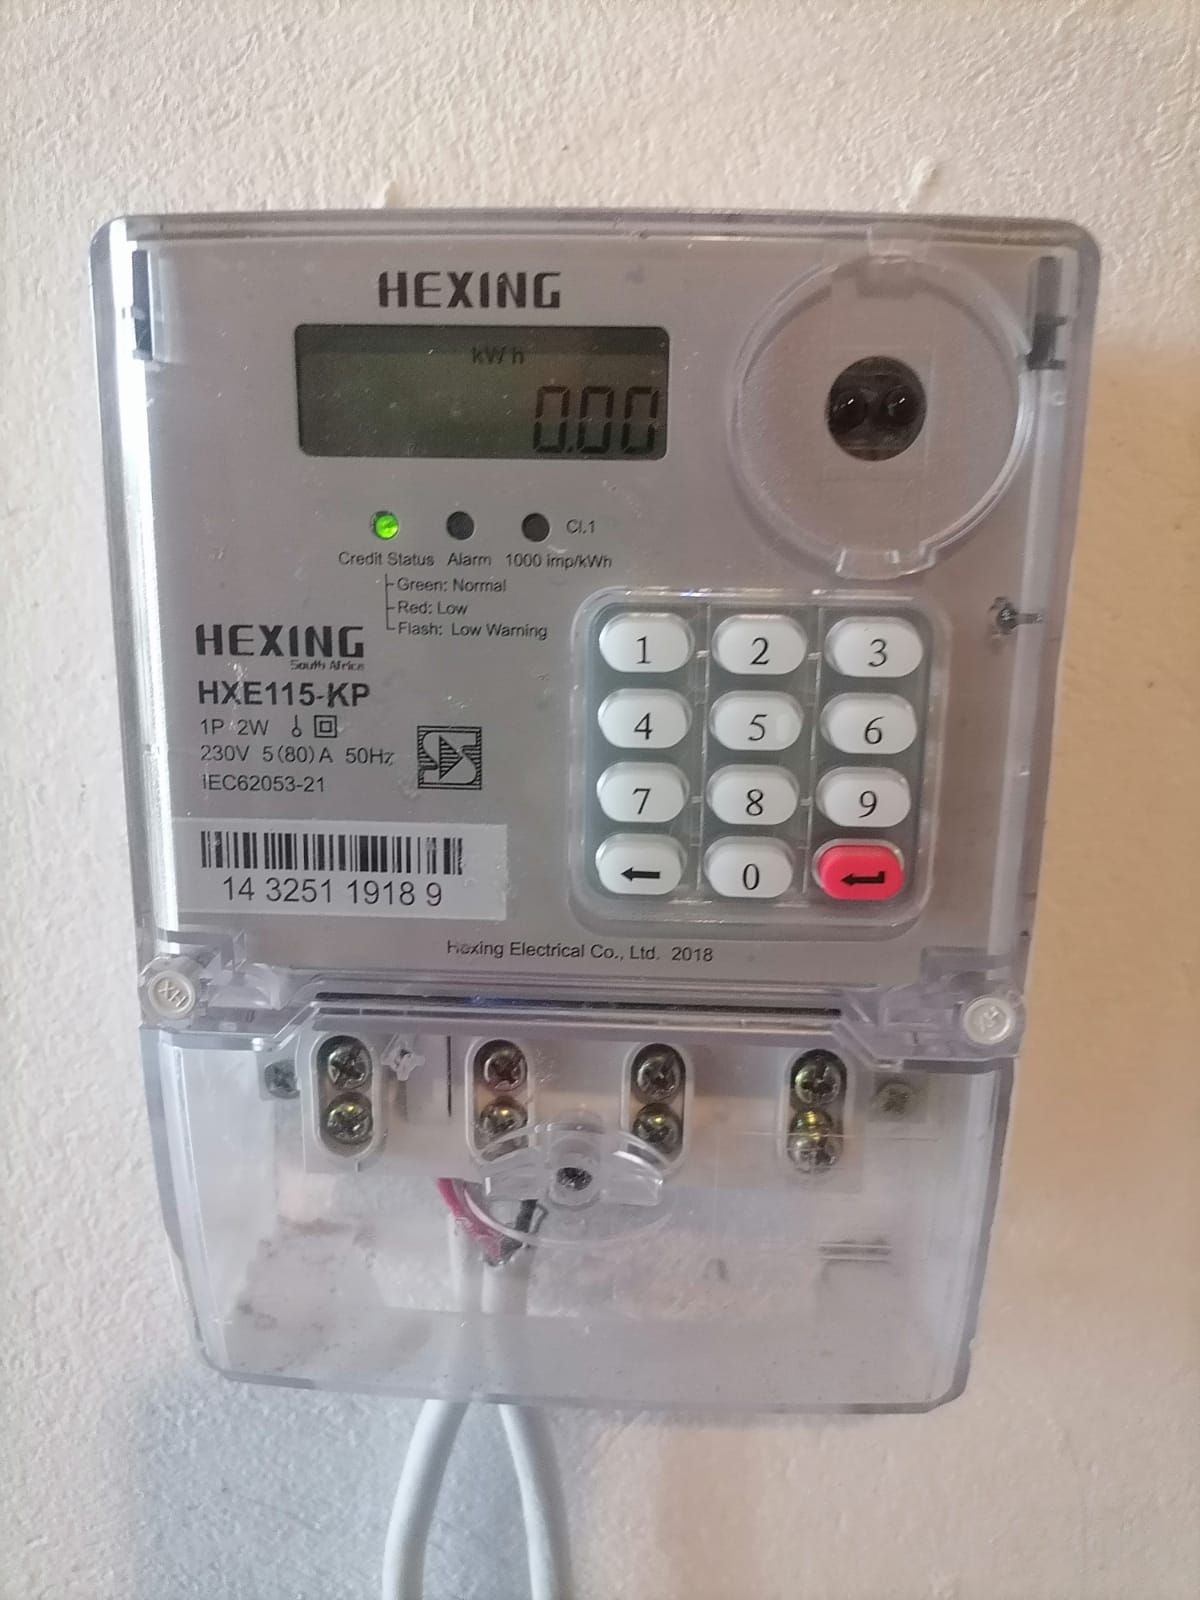 HEXING
kWh
0.00
Cl.1
Credit Status Alarm 1000 imp/kWh
Green: Normal
Red: Low
Flash: Low Warning
HEXING
South Africa
HXE115-KP
1P 2W
230V 5(80)A 50Hz
IEC62053-21
14 3251 1918 9
1 2 3
4 5 6
7 8 9
← 0 ↵
Hexing Electrical Co., Ltd. 2018
HX
HX